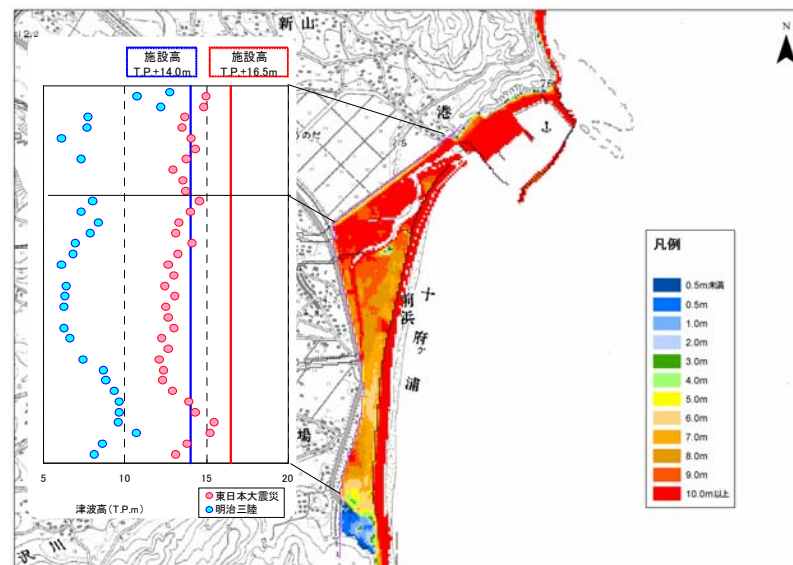 新山
N
施設高
T.P.+14.0m
施設高
T.P.+16.5m
港
5
十府ヶ浦
前浜
場
沢川
5
10
15
20
津波高(T.P.m)
東日本大震災
明治三陸
凡例
0.5m未満
0.5m
1.0m
2.0m
3.0m
4.0m
5.0m
6.0m
7.0m
8.0m
9.0m
10.0m以上